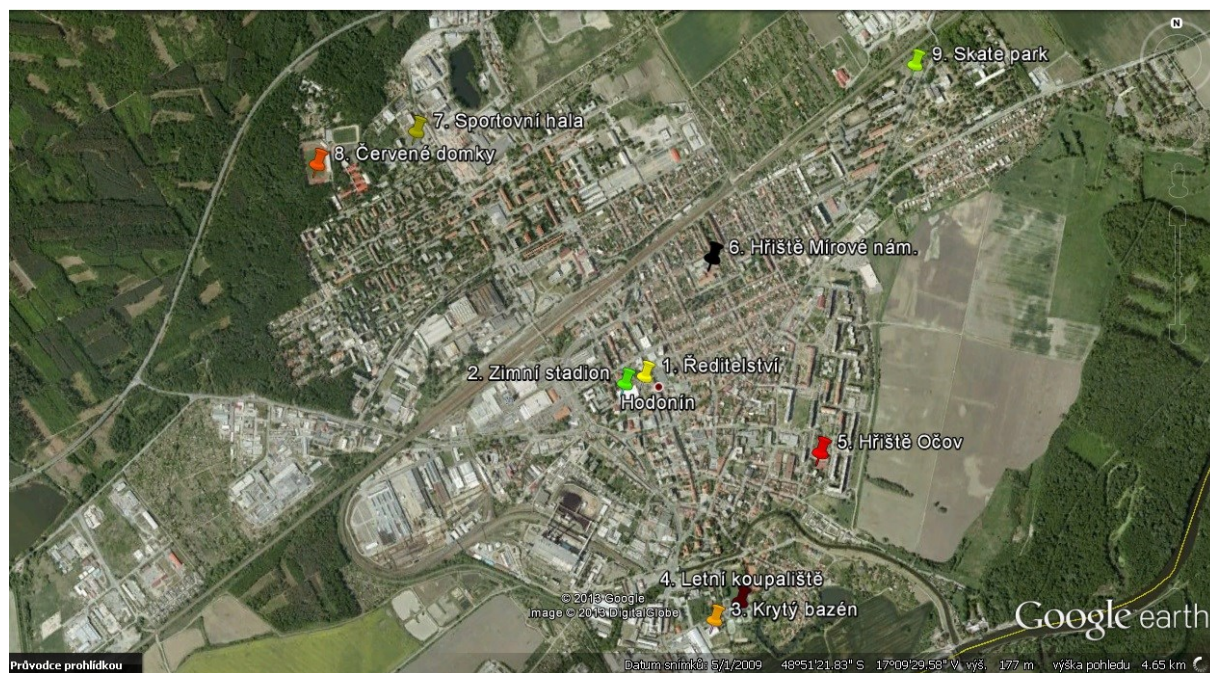 N
9. Skate park
7. Sportovní hala
8. Červené domky
6. Hřiště Mírové nám.
1. Ředitelství
2. Zimní stadion
Hodonín
5. Hřiště Očov
4. Letní koupaliště
© 2013 Google
Image © 2013 DigitalGlobe
3. Krytý bazén
Google earth
Průvodce prohlídkou
Datum snímků: 5/1/2009 48°51'21.83" S 17°09'29.58" V výš. 177 m výška pohledu 4.65 km